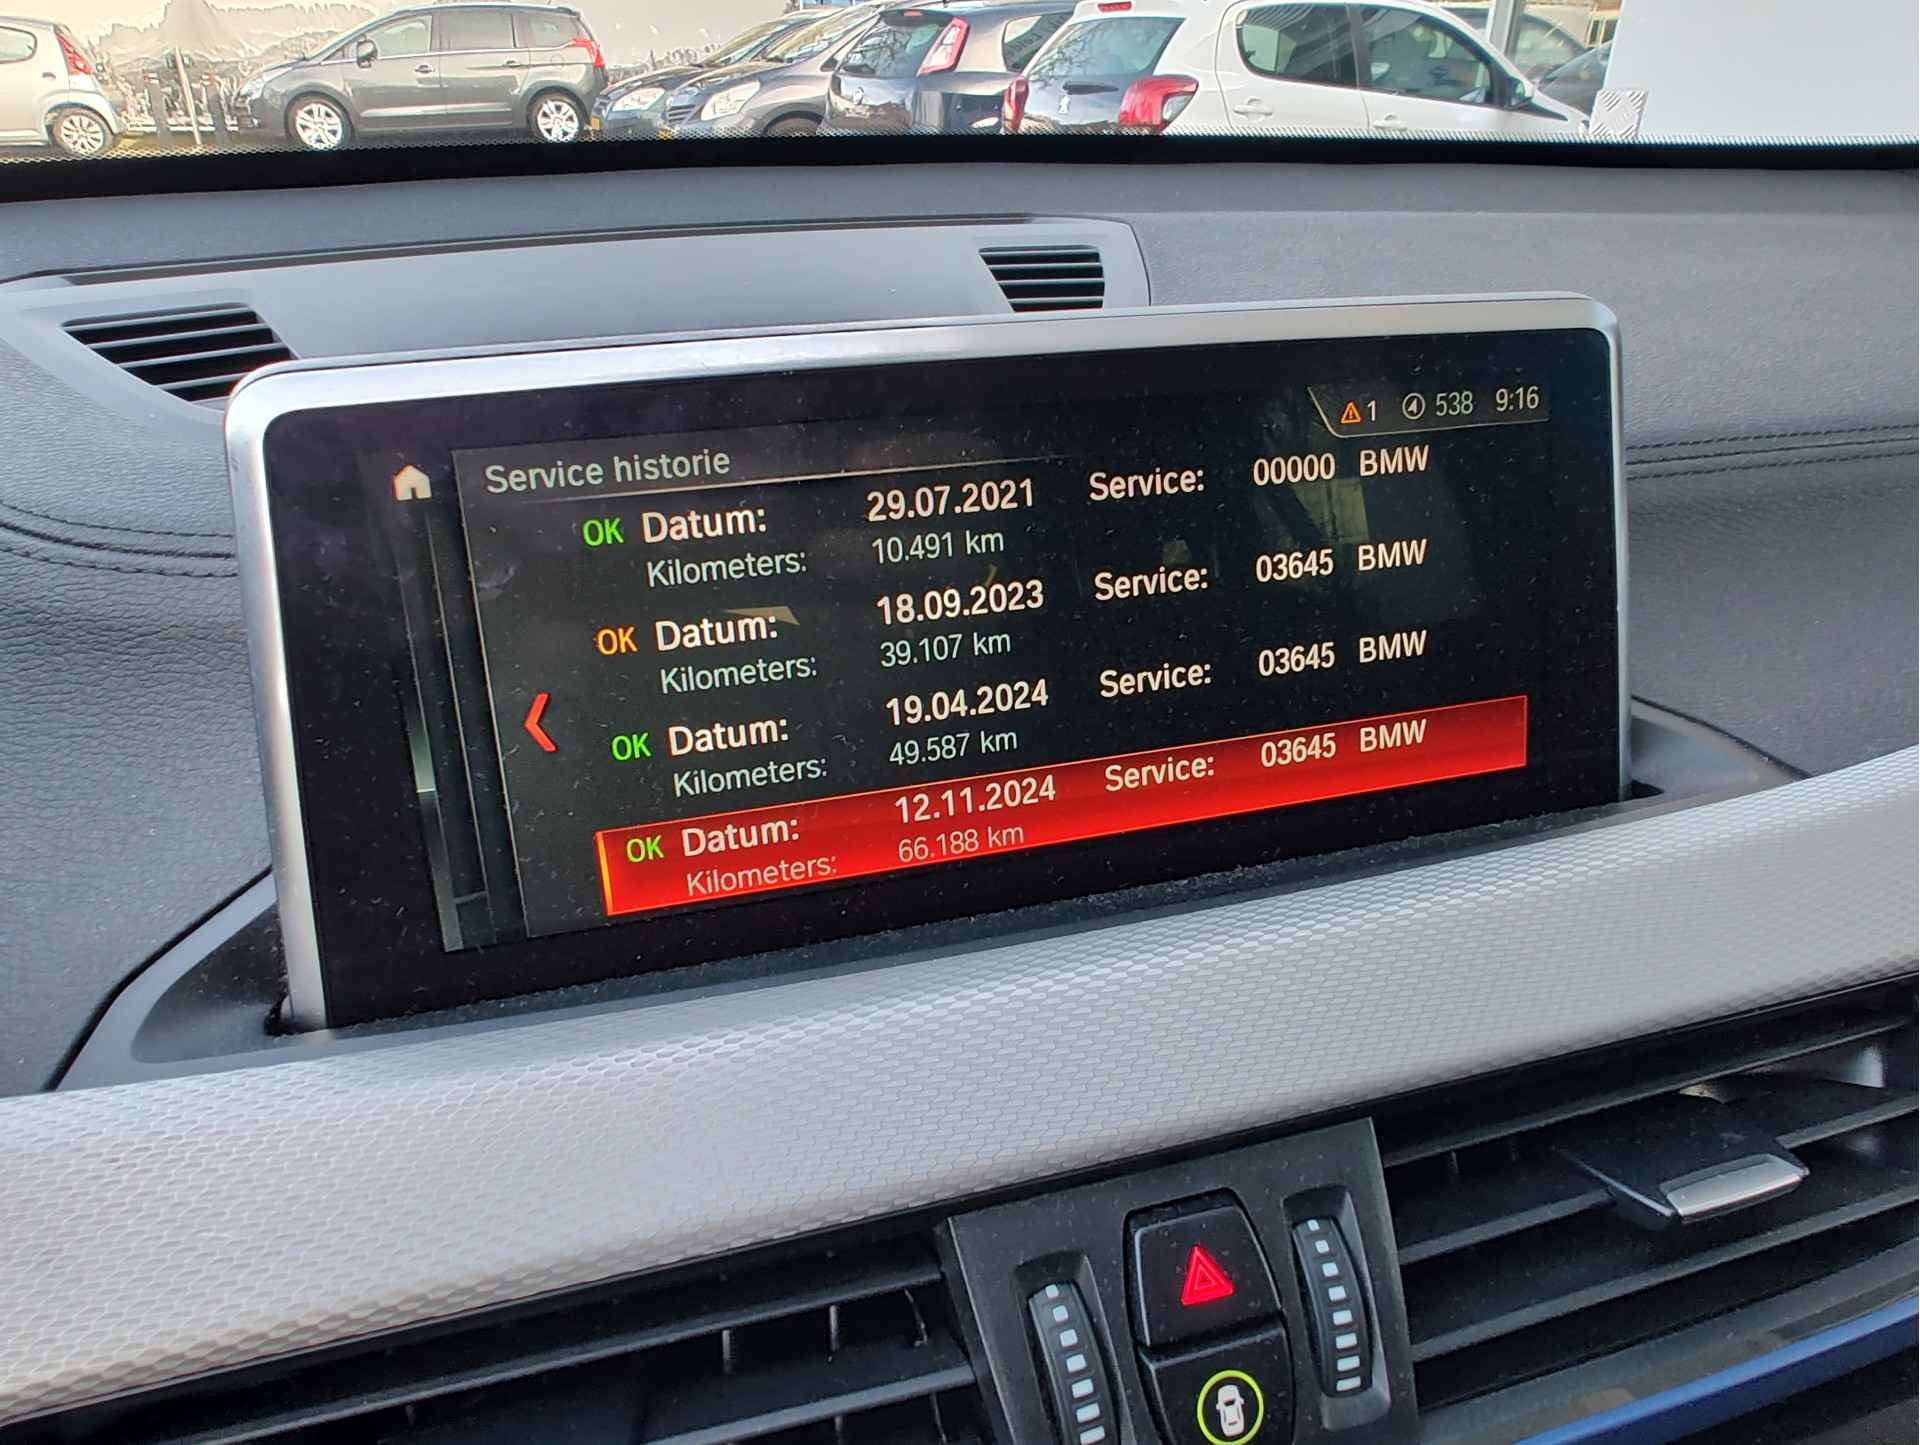 1 538 9:16
Service historie
OK Datum: 29.07.2021 Service: 00000 BMW
Kilometers: 10.491 km
OK Datum: 18.09.2023 Service: 03645 BMW
Kilometers: 39.107 km
OK Datum: 19.04.2024 Service: 03645 BMW
Kilometers: 49.587 km
OK Datum: 12.11.2024 Service: 03645 BMW
Kilometers: 66.188 km